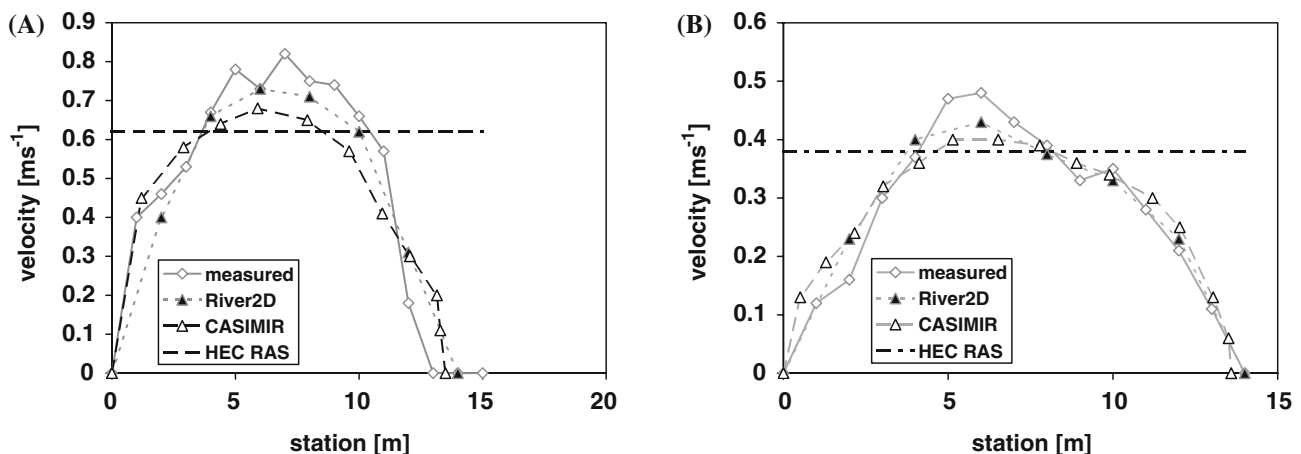 (A)
velocity [ms-1]
0.9
0.8
0.7
0.6
0.5
0.4
0.3
0.2
0.1
0
measured
River2D
CASIMIR
HEC RAS
0 5 10 15 20
station [m]
(B)
velocity [ms-1]
0.6
0.5
0.4
0.3
0.2
0.1
0
measured
River2D
CASIMIR
HEC RAS
0 5 10 15
station [m]